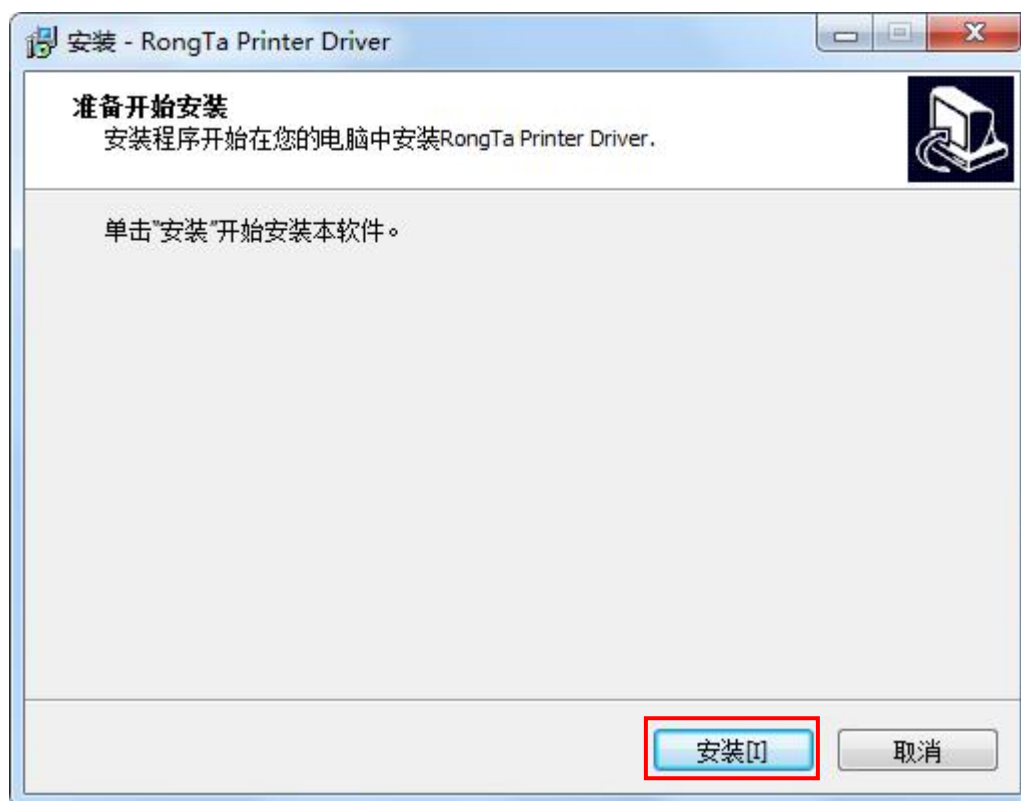 安装 - RongTa Printer Driver
准备开始安装
安装程序开始在您的电脑中安装RongTa Printer Driver.
单击"安装"开始安装本软件。
安装[I]
取消